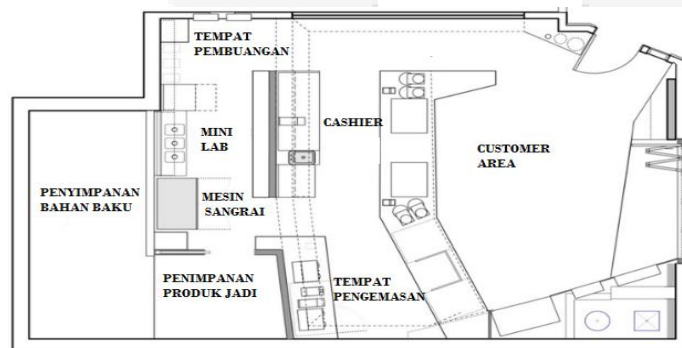 TEMPAT
PEMBUANGAN
CASHIER
MINI
LAB
CUSTOMER
AREA
PENYIMPANAN
BAHAN BAKU
MESIN
SANGRAI
PENIMPANAN
PRODUK JADI
TEMPAT
PENGEMASAN